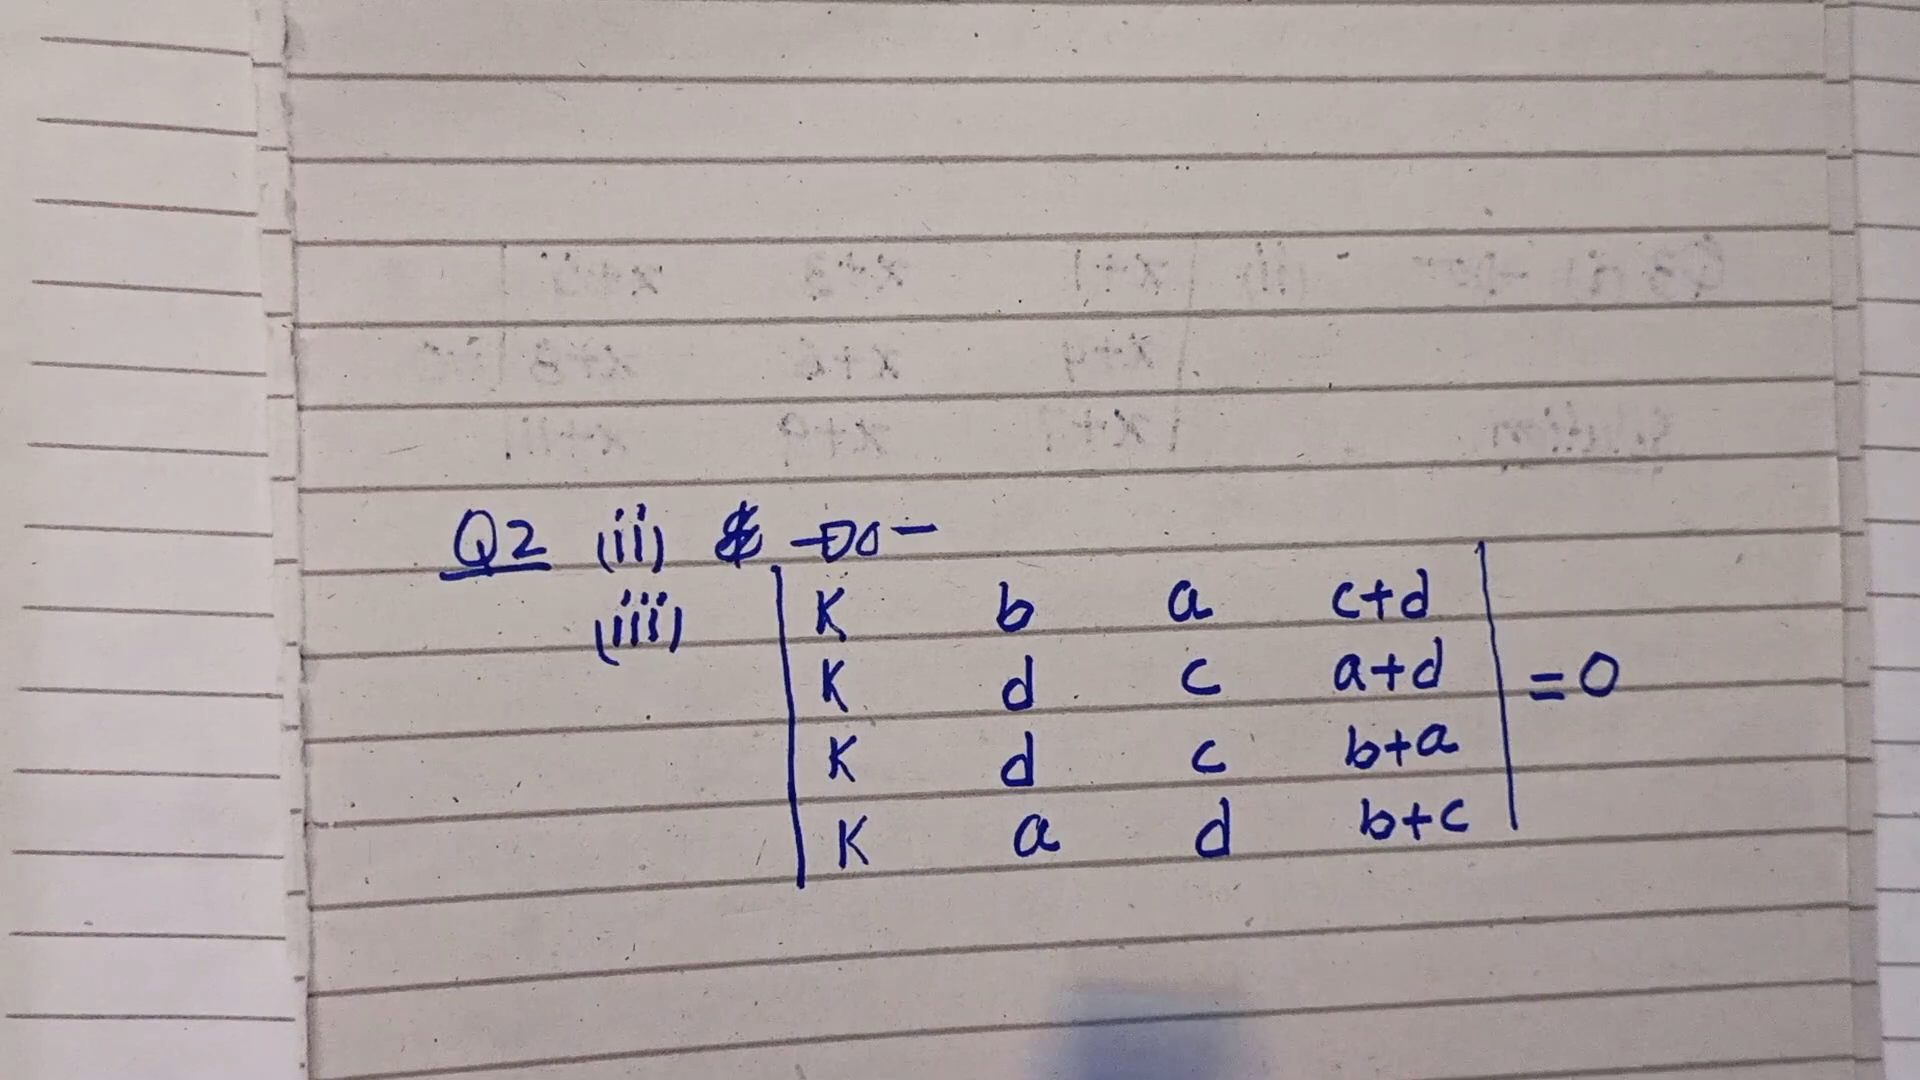 Q2 (ii) -DO-
(iii) | K b a c+d |
| K d c a+d | = 0
| K d c b+a |
| K a d b+c |